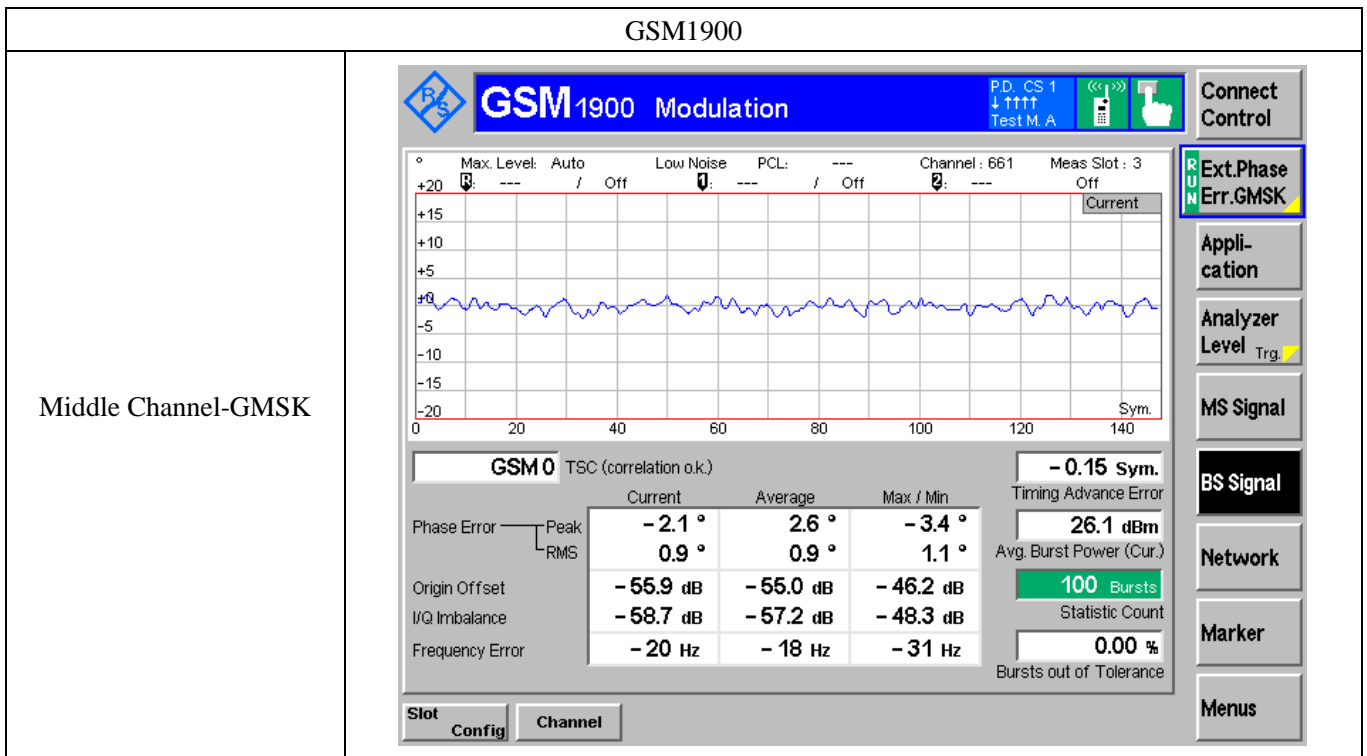 GSM1900
Middle Channel-GMSK
R&S
GSM 1900 Modulation
P.D. CS 1
↓ ↑↑↑↑
Test M. A
Connect
Control
° Max. Level: Auto Low Noise PCL: --- Channel : 661 Meas Slot : 3
R: --- / Off 1: --- / Off 2: --- Off
Current
+20
+15
+10
+5
±0
-5
-10
-15
-20
Sym.
0 20 40 60 80 100 120 140
RUN
Ext.Phase
Err.GMSK
Appli-
cation
Analyzer
Level Trg.
MS Signal
BS Signal
Network
Marker
Menus
GSM 0 TSC (correlation o.k.)
Current Average Max / Min
Phase Error Peak - 2.1 ° 2.6 ° - 3.4 °
RMS 0.9 ° 0.9 ° 1.1 °
Origin Offset - 55.9 dB - 55.0 dB - 46.2 dB
I/Q Imbalance - 58.7 dB - 57.2 dB - 48.3 dB
Frequency Error - 20 Hz - 18 Hz - 31 Hz
- 0.15 Sym.
Timing Advance Error
26.1 dBm
Avg. Burst Power (Cur.)
100 Bursts
Statistic Count
0.00 %
Bursts out of Tolerance
Slot
Config
Channel